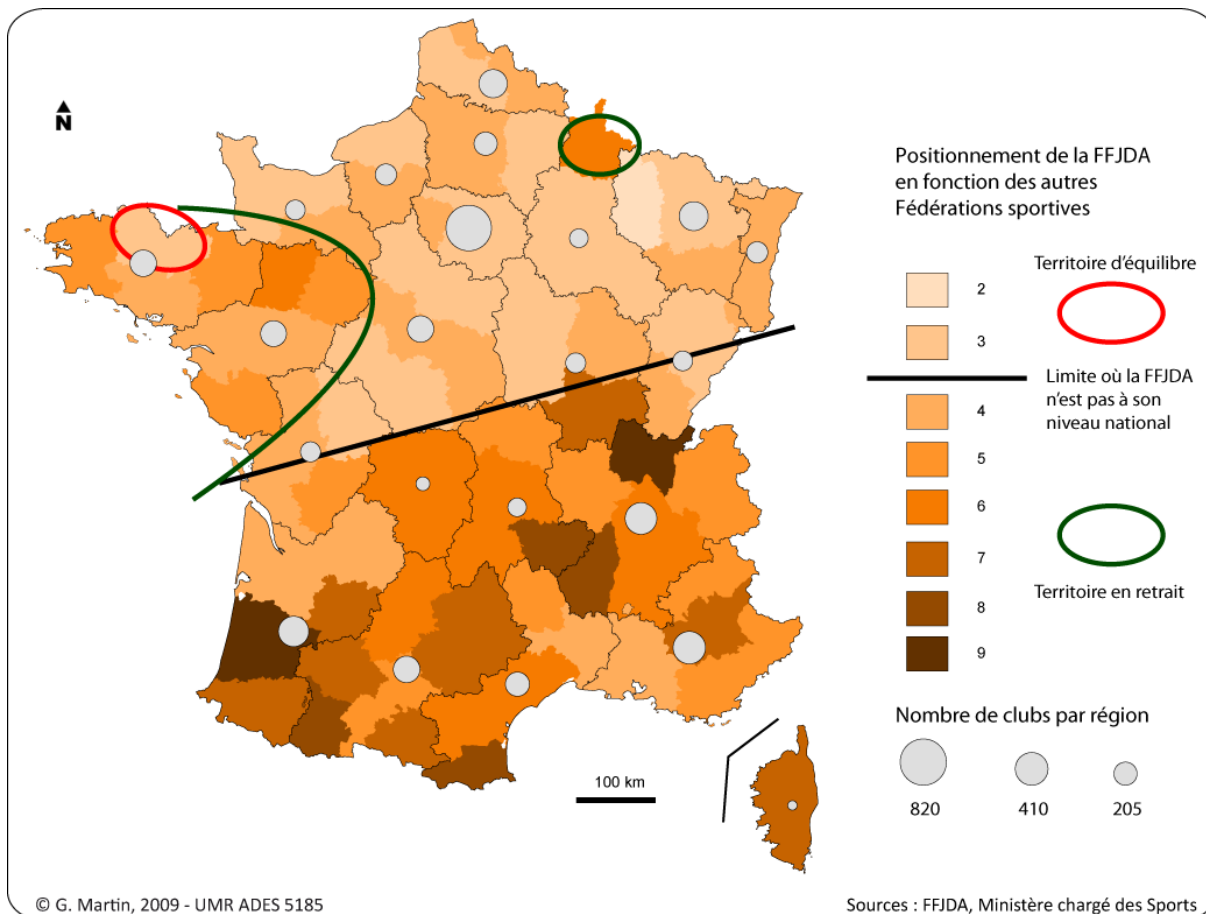 N
Positionnement de la FFJDA
en fonction des autres
Fédérations sportives
Territoire d'équilibre
2
3
Limite où la FFJDA
n'est pas à son
niveau national
4
5
6
7
8
9
Territoire en retrait
Nombre de clubs par région
820
410
205
100 km
© G. Martin, 2009 - UMR ADES 5185
Sources : FFJDA, Ministère chargé des Sports